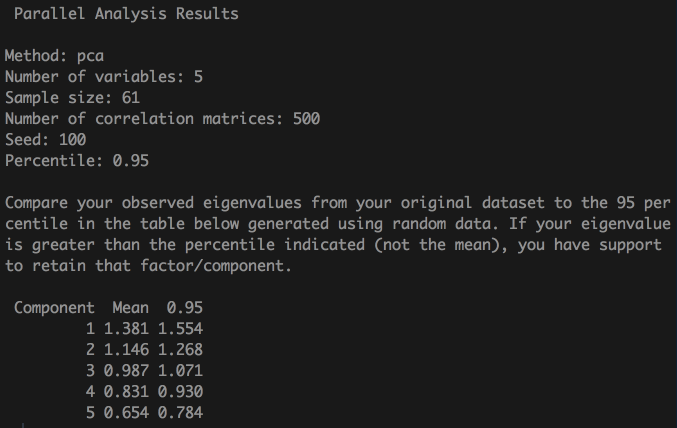 Parallel Analysis Results
Method: pca
Number of variables: 5
Sample size: 61
Number of correlation matrices: 500
Seed: 100
Percentile: 0.95
Compare your observed eigenvalues from your original dataset to the 95 per
centile in the table below generated using random data. If your eigenvalue
is greater than the percentile indicated (not the mean), you have support
to retain that factor/component.
Component Mean 0.95
1 1.381 1.554
2 1.146 1.268
3 0.987 1.071
4 0.831 0.930
5 0.654 0.784